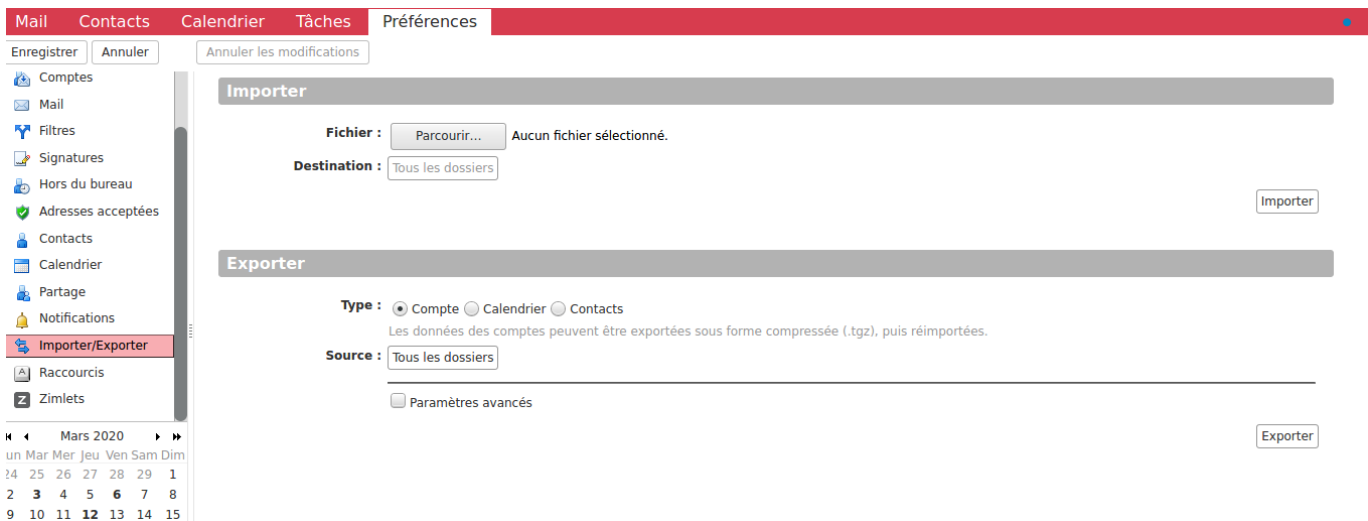 Mail Contacts Calendrier Tâches Préférences
Enregistrer Annuler Annuler les modifications
Comptes
Mail
Filtres
Signatures
Hors du bureau
Adresses acceptées
Contacts
Calendrier
Partage
Notifications
Importer/Exporter
Raccourcis
Zimlets
Mars 2020
un Mar Mer Jeu Ven Sam Dim
24 25 26 27 28 29 1
2 3 4 5 6 7 8
9 10 11 12 13 14 15
Importer
Fichier : Parcourir... Aucun fichier sélectionné.
Destination : Tous les dossiers
Importer
Exporter
Type : Compte Calendrier Contacts
Les données des comptes peuvent être exportées sous forme compressée (.tgz), puis réimportées.
Source : Tous les dossiers
Paramètres avancés
Exporter